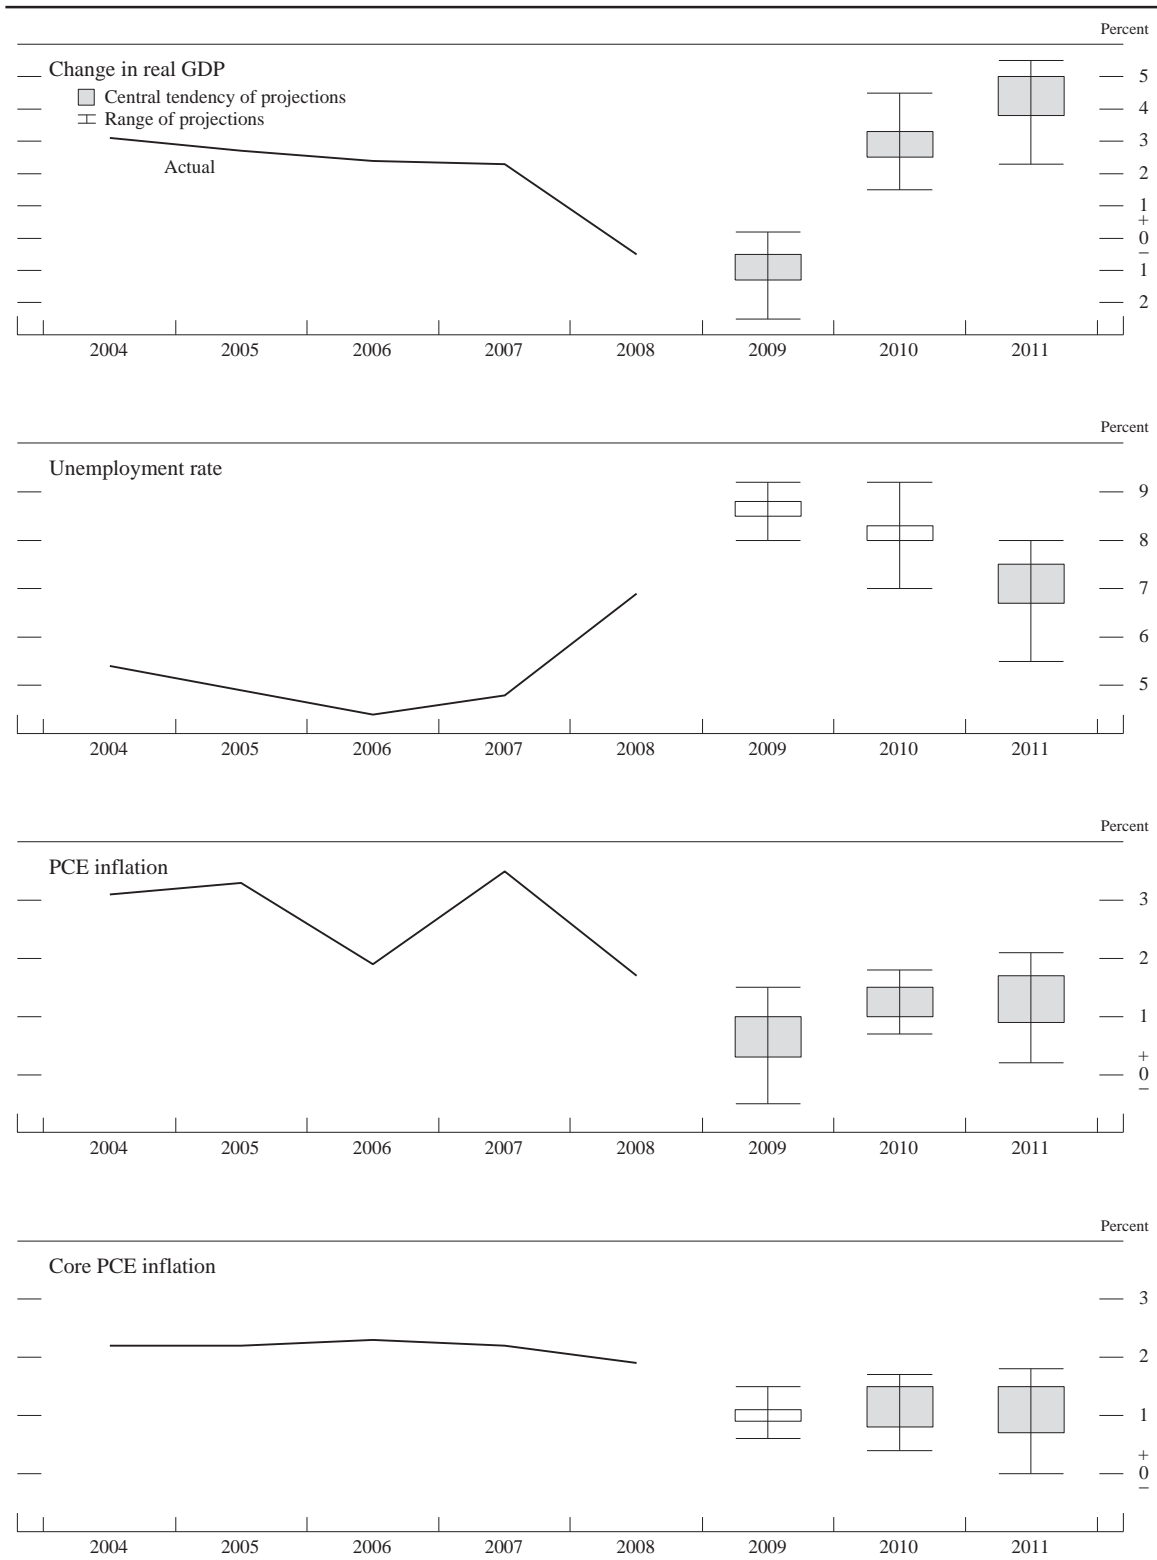 Percent
Change in real GDP
Central tendency of projections
Range of projections
Actual
5
4
3
2
1
+
0
−
1
2
2004 2005 2006 2007 2008 2009 2010 2011
Percent
Unemployment rate
9
8
7
6
5
2004 2005 2006 2007 2008 2009 2010 2011
Percent
PCE inflation
3
2
1
+
0
−
2004 2005 2006 2007 2008 2009 2010 2011
Percent
Core PCE inflation
3
2
1
+
0
−
2004 2005 2006 2007 2008 2009 2010 2011